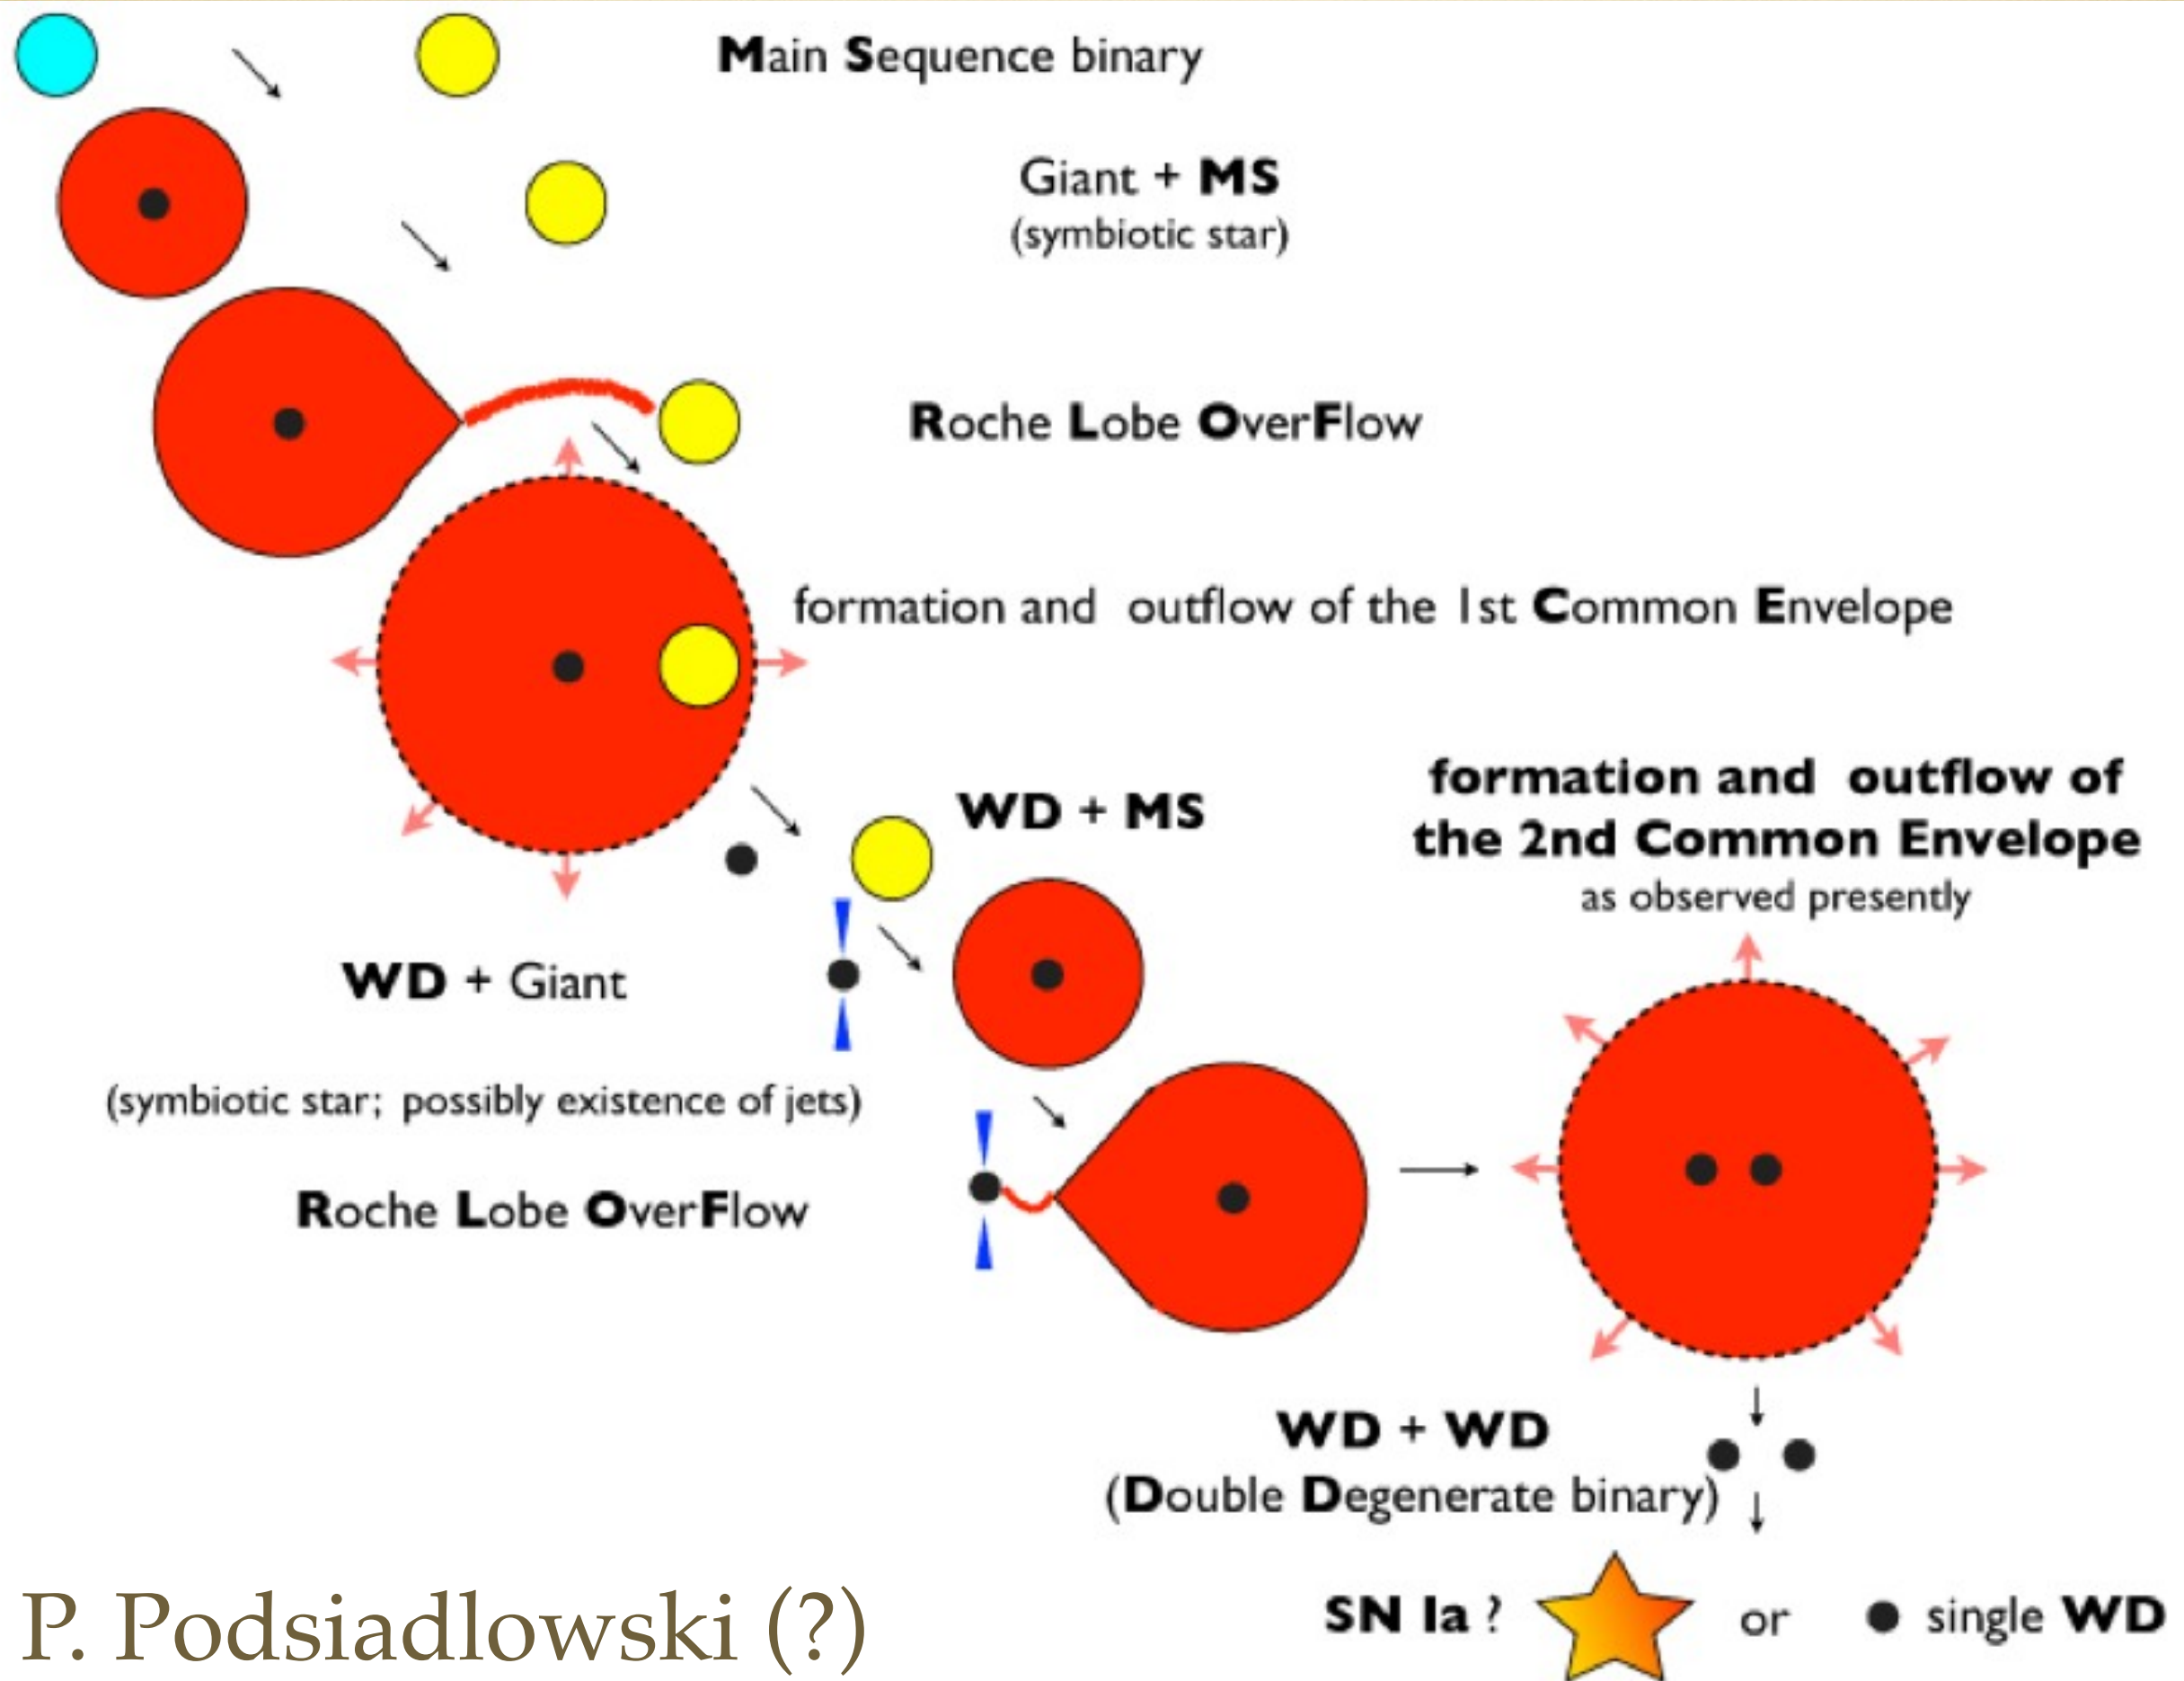 Main Sequence binary
Giant + MS
(symbiotic star)
Roche Lobe OverFlow
formation and outflow of the 1st Common Envelope
WD + MS
formation and outflow of
the 2nd Common Envelope
as observed presently
WD + Giant
(symbiotic star; possibly existence of jets)
Roche Lobe OverFlow
WD + WD
(Double Degenerate binary)
SN Ia ? or single WD
P. Podsiadlowski (?)